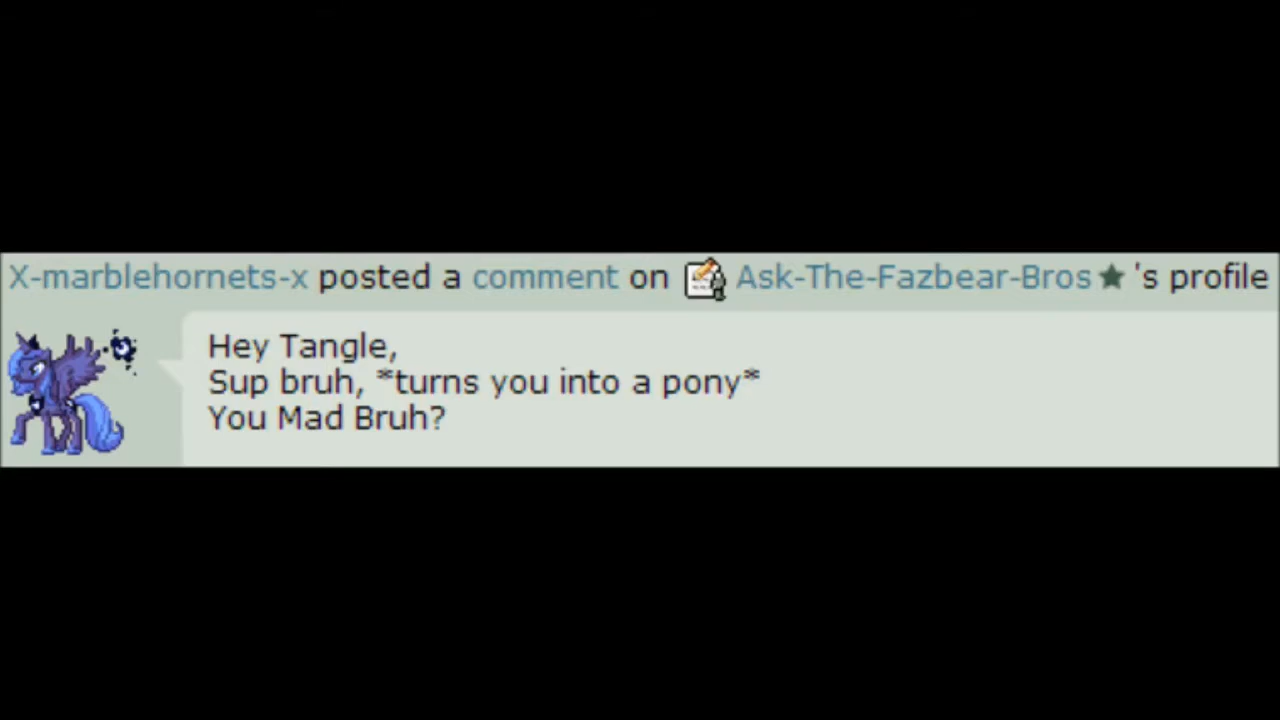 X-marblehornets-x posted a comment on Ask-The-Fazbear-Bros★'s profile
Hey Tangle,
Sup bruh, *turns you into a pony*
You Mad Bruh?